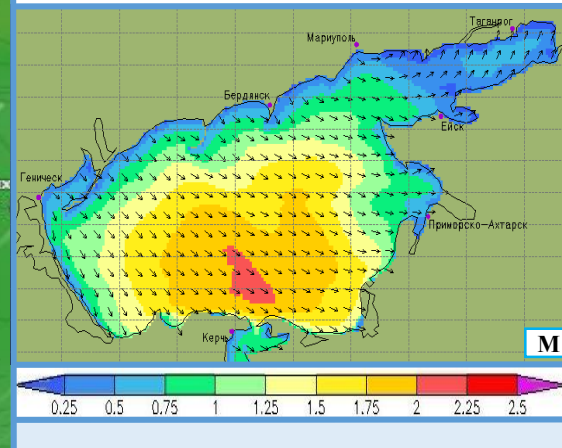 Таганрог
Мариуполь
Бердянск
Ейск
Геническ
Приморско-Ахтарск
Керчь
М
0.25 0.5 0.75 1 1.25 1.5 1.75 2 2.25 2.5